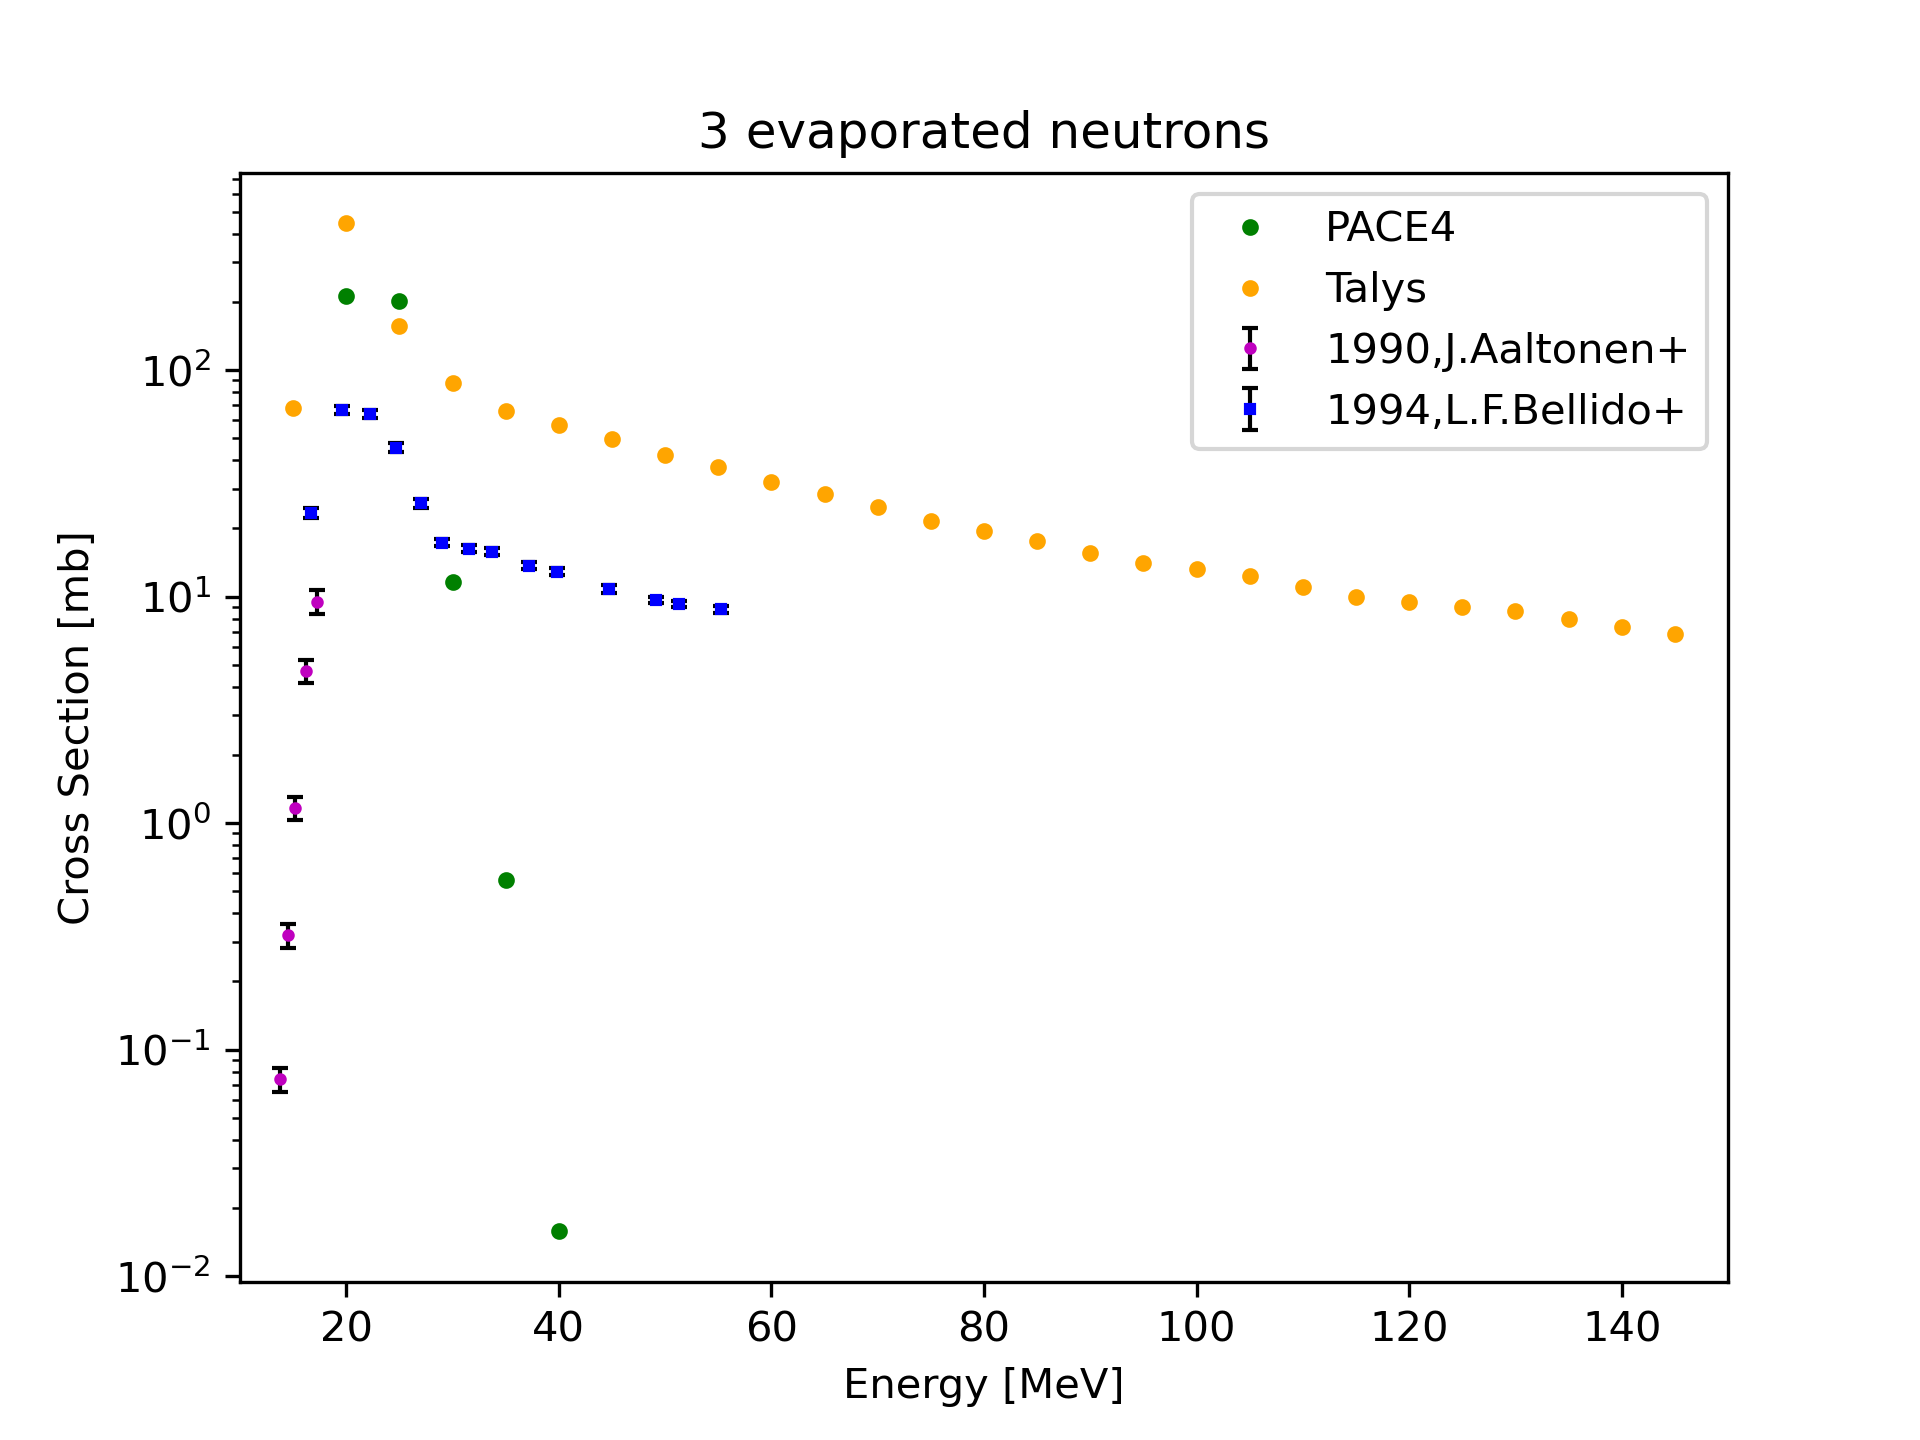 3 evaporated neutrons
PACE4
Talys
1990,J.Aaltonen+
1994,L.F.Bellido+
Cross Section [mb]
10²
10¹
10⁰
10⁻¹
10⁻²
20 40 60 80 100 120 140
Energy [MeV]